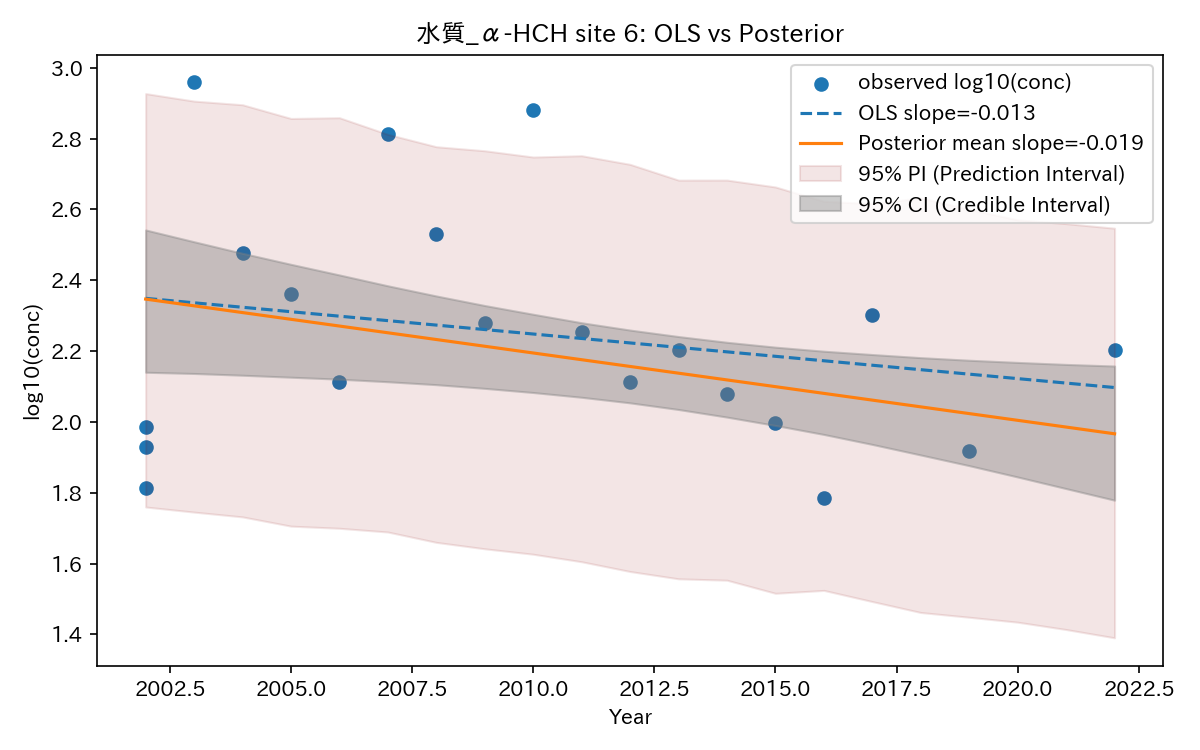 水質_α-HCH site 6: OLS vs Posterior
observed log10(conc)
OLS slope=-0.013
Posterior mean slope=-0.019
95% PI (Prediction Interval)
95% CI (Credible Interval)
log10(conc)
3.0
2.8
2.6
2.4
2.2
2.0
1.8
1.6
1.4
2002.5 2005.0 2007.5 2010.0 2012.5 2015.0 2017.5 2020.0 2022.5
Year